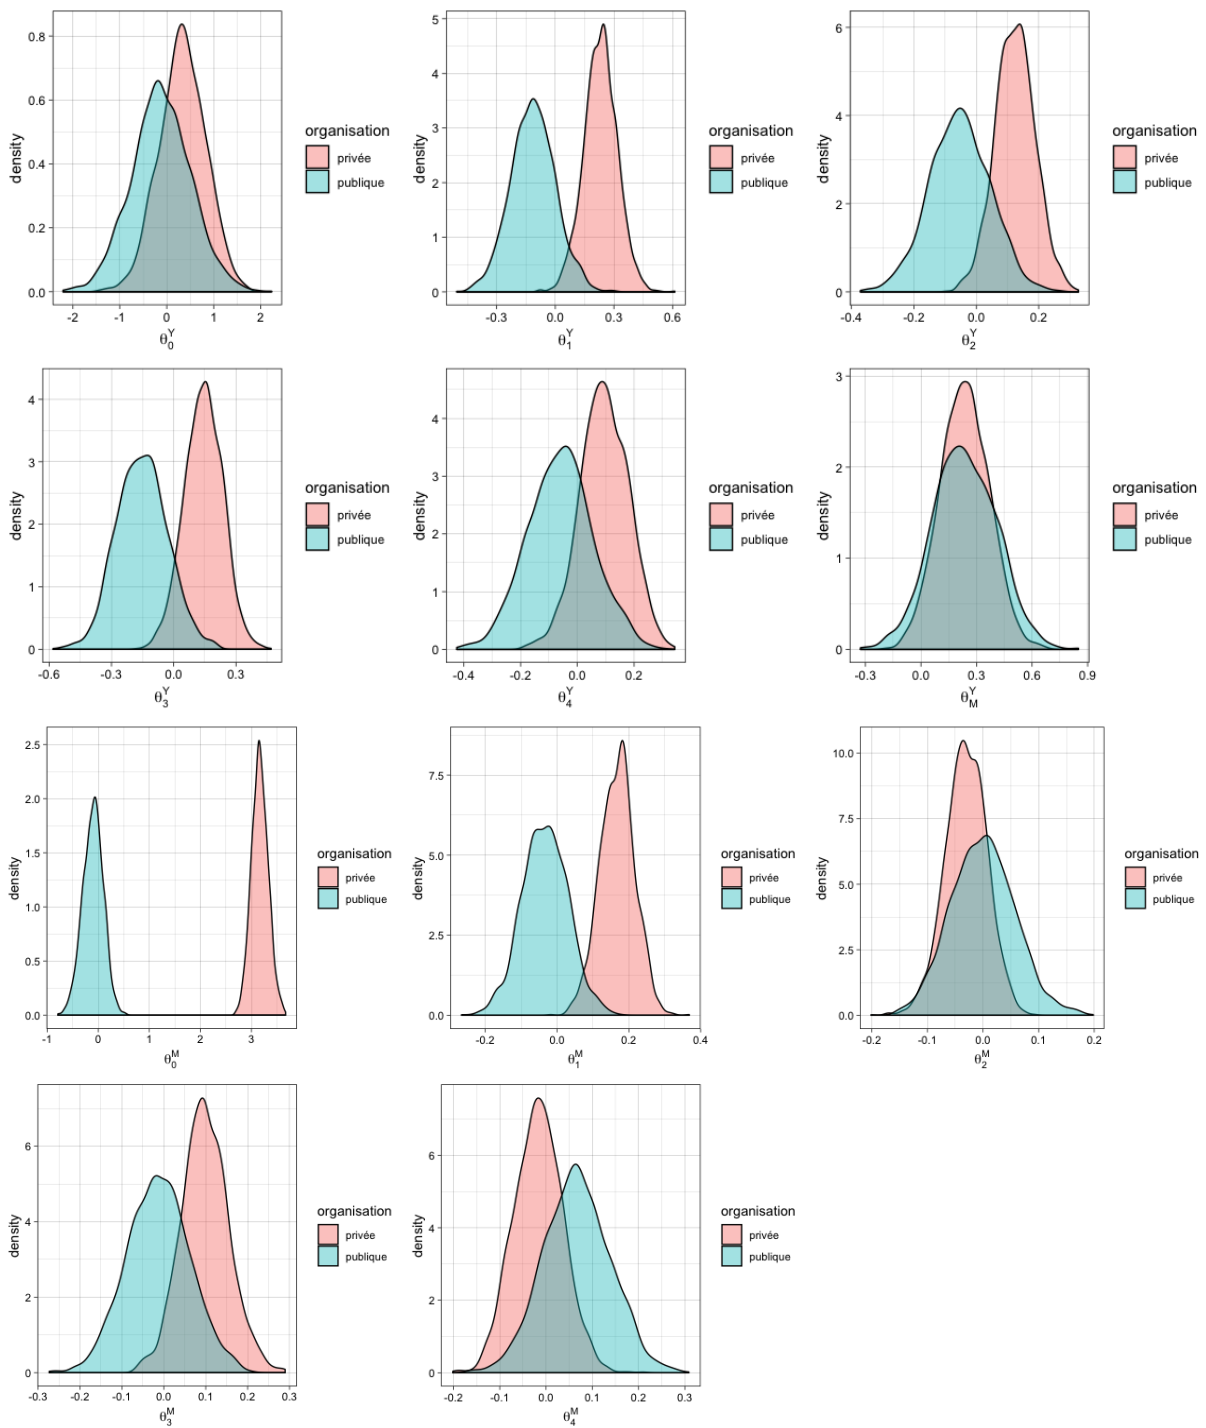 density
0.8
0.6
0.4
0.2
0.0
-2 -1 0 1 2
θ₀ʸ
organisation
privée
publique
density
5
4
3
2
1
0
-0.3 0.0 0.3 0.6
θ₁ʸ
organisation
privée
publique
density
6
4
2
0
-0.4 -0.2 0.0 0.2
θ₂ʸ
organisation
privée
publique
density
4
3
2
1
0
-0.6 -0.3 0.0 0.3
θ₃ʸ
organisation
privée
publique
density
4
3
2
1
0
-0.4 -0.2 0.0 0.2
θ₄ʸ
organisation
privée
publique
density
3
2
1
0
-0.3 0.0 0.3 0.6 0.9
θ_M^Y
organisation
privée
publique
density
2.5
2.0
1.5
1.0
0.5
0.0
-1 0 1 2 3
θ₀ᴹ
organisation
privée
publique
density
7.5
5.0
2.5
0.0
-0.2 0.0 0.2 0.4
θ₁ᴹ
organisation
privée
publique
density
10.0
7.5
5.0
2.5
0.0
-0.2 -0.1 0.0 0.1 0.2
θ₂ᴹ
organisation
privée
publique
density
6
4
2
0
-0.3 -0.2 -0.1 0.0 0.1 0.2 0.3
θ₃ᴹ
organisation
privée
publique
density
6
4
2
0
-0.2 -0.1 0.0 0.1 0.2 0.3
θ₄ᴹ
organisation
privée
publique